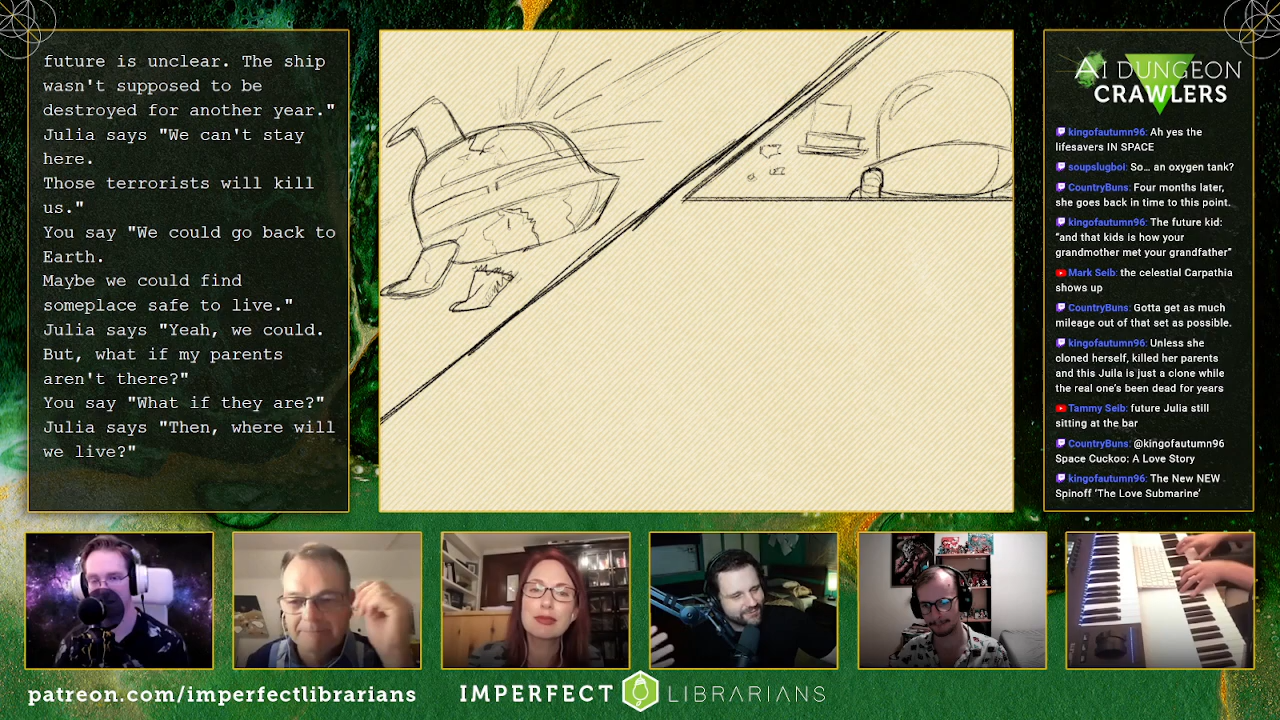 future is unclear. The ship
wasn't supposed to be
destroyed for another year."
Julia says "We can't stay
here.
Those terrorists will kill
us."
You say "We could go back to
Earth.
Maybe we could find
someplace safe to live."
Julia says "Yeah, we could.
But, what if my parents
aren't there?"
You say "What if they are?"
Julia says "Then, where will
we live?"
AI DUNGEON
CRAWLERS
kingofautumn96: Ah yes the
lifesavers IN SPACE
soupslugboi: So… an oxygen tank?
CountryBuns: Four months later,
she goes back in time to this point.
kingofautumn96: The future kid:
“and that kids is how your
grandmother met your grandfather”
Mark Seib: the celestial Carpathia
shows up
CountryBuns: Gotta get as much
mileage out of that set as possible.
kingofautumn96: Unless she
cloned herself, killed her parents
and this Juila is just a clone while
the real one's been dead for years
Tammy Seib: future Julia still
sitting at the bar
CountryBuns: @kingofautumn96
Space Cuckoo: A Love Story
kingofautumn96: The New NEW
Spinoff ‘The Love Submarine’
patreon.com/imperfectlibrarians
IMPERFECT LIBRARIANS